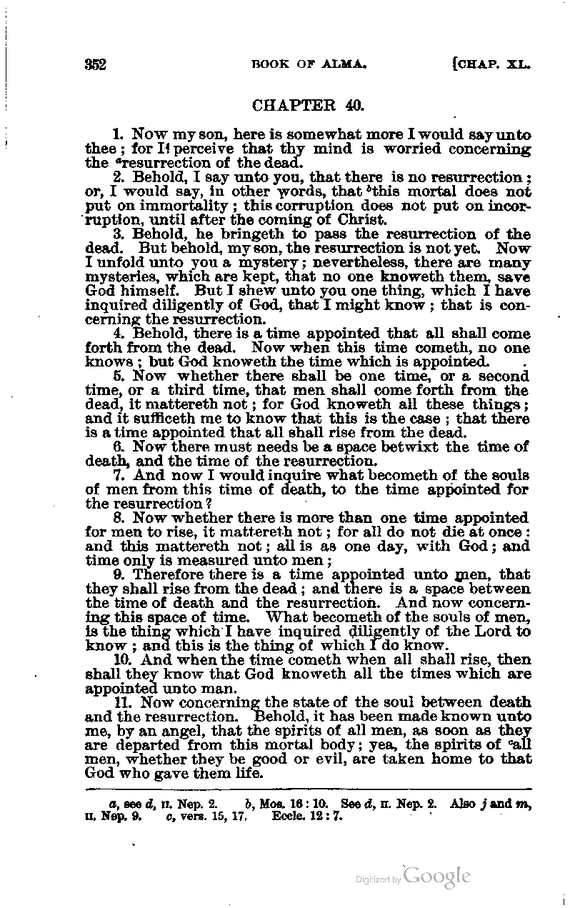 352 BOOK OF ALMA. [CHAP. XL.
CHAPTER 40.
1. Now my son, here is somewhat more I would say unto
thee; for I perceive that thy mind is worried concerning
the ᵃresurrection of the dead.
2. Behold, I say unto you, that there is no resurrection;
or, I would say, in other words, that ᵇthis mortal does not
put on immortality; this corruption does not put on incor-
ruption, until after the coming of Christ.
3. Behold, he bringeth to pass the resurrection of the
dead. But behold, my son, the resurrection is not yet. Now
I unfold unto you a mystery; nevertheless, there are many
mysteries, which are kept, that no one knoweth them, save
God himself. But I shew unto you one thing, which I have
inquired diligently of God, that I might know; that is con-
cerning the resurrection.
4. Behold, there is a time appointed that all shall come
forth from the dead. Now when this time cometh, no one
knows; but God knoweth the time which is appointed.
5. Now whether there shall be one time, or a second
time, or a third time, that men shall come forth from the
dead, it mattereth not; for God knoweth all these things;
and it sufficeth me to know that this is the case; that there
is a time appointed that all shall rise from the dead.
6. Now there must needs be a space betwixt the time of
death, and the time of the resurrection.
7. And now I would inquire what becometh of the souls
of men from this time of death, to the time appointed for
the resurrection?
8. Now whether there is more than one time appointed
for men to rise, it mattereth not; for all do not die at once:
and this mattereth not; all is as one day, with God; and
time only is measured unto men;
9. Therefore there is a time appointed unto men, that
they shall rise from the dead; and there is a space between
the time of death and the resurrection. And now concern-
ing this space of time. What becometh of the souls of men,
is the thing which I have inquired diligently of the Lord to
know; and this is the thing of which I do know.
10. And when the time cometh when all shall rise, then
shall they know that God knoweth all the times which are
appointed unto man.
11. Now concerning the state of the soul between death
and the resurrection. Behold, it has been made known unto
me, by an angel, that the spirits of all men, as soon as they
are departed from this mortal body; yea, the spirits of ᶜall
men, whether they be good or evil, are taken home to that
God who gave them life.
a, see d, II. Nep. 2. b, Mos. 16:10. See d, II. Nep. 2. Also j and m,
II. Nep. 9. c, vers. 15, 17. Eccle. 12:7.
Digitized by Google